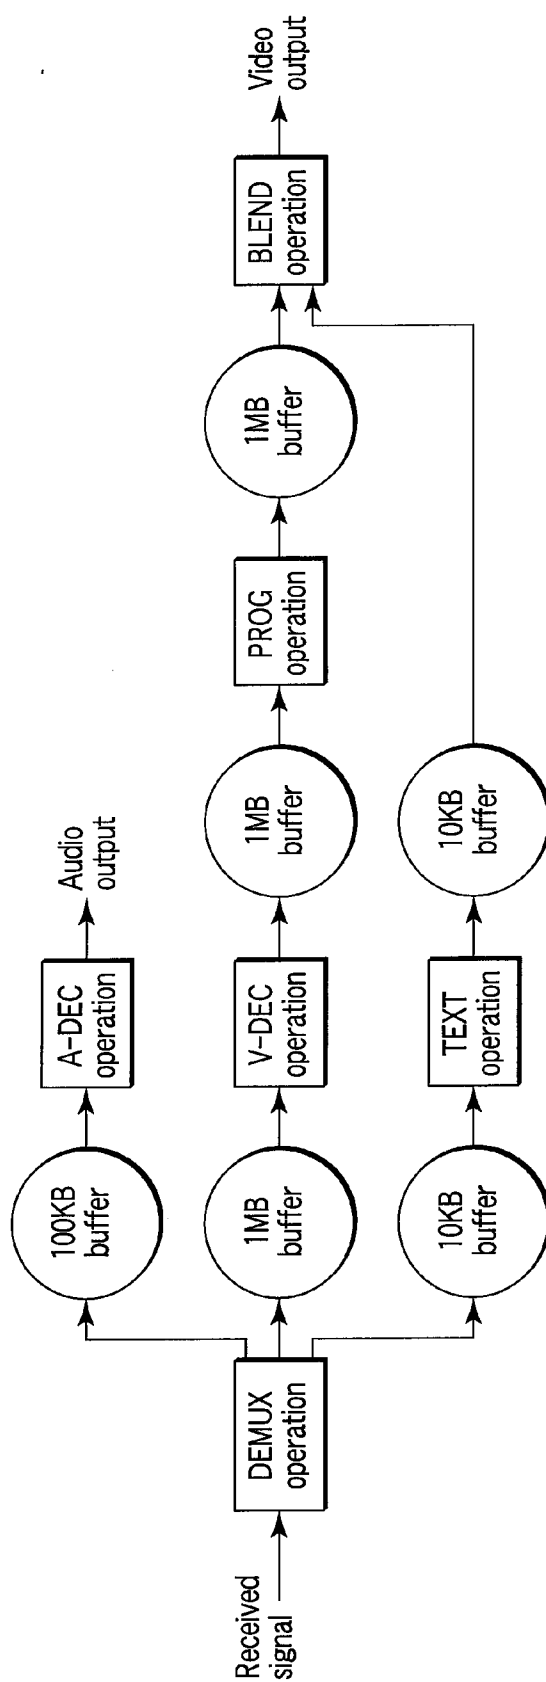 Received
signal
DEMUX
operation
100KB
buffer
A-DEC
operation
Audio
output
1MB
buffer
V-DEC
operation
1MB
buffer
PROG
operation
1MB
buffer
BLEND
operation
Video
output
10KB
buffer
TEXT
operation
10KB
buffer